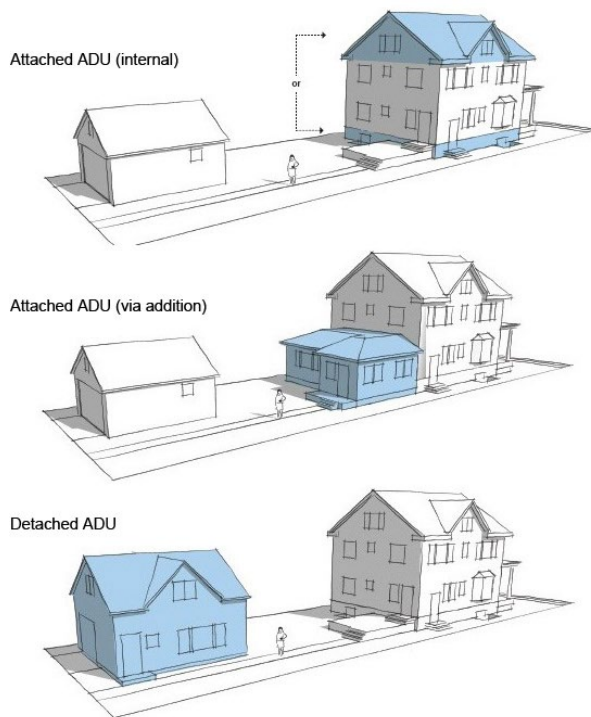 Attached ADU (internal)
or
Attached ADU (via addition)
Detached ADU